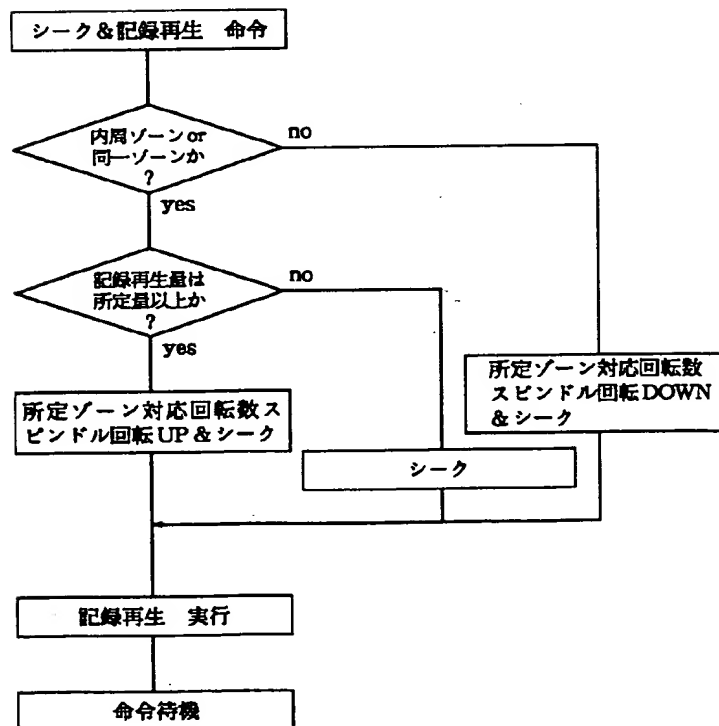 シーク&記録再生 命令
内周ゾーンor
同一ゾーンか
?
no
yes
記録再生量は
所定量以上か
?
no
yes
所定ゾーン対応回転数ス
ピンドル回転UP&シーク
所定ゾーン対応回転数
スピンドル回転DOWN
&シーク
シーク
記録再生 実行
命令待機